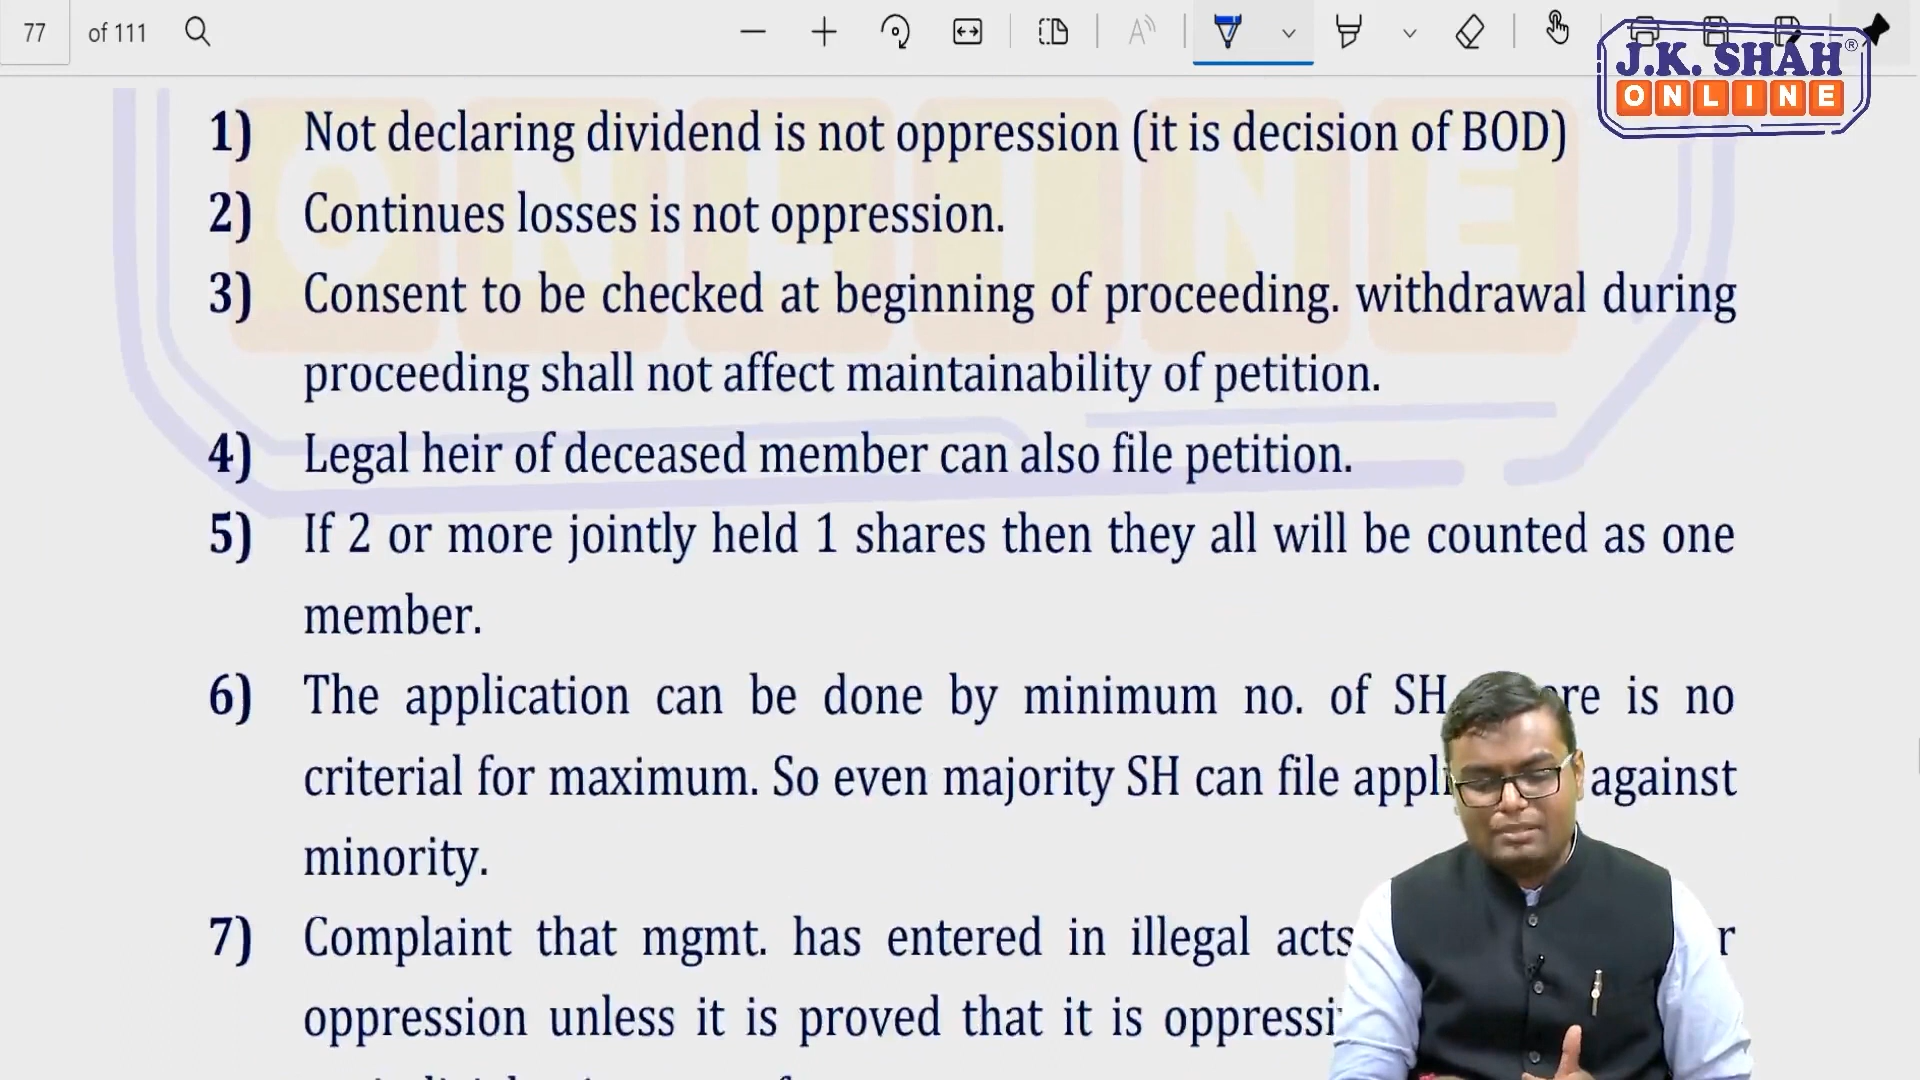 77 of 111
J.K. SHAH®
ONLINE
1) Not declaring dividend is not oppression (it is decision of BOD)
2) Continues losses is not oppression.
3) Consent to be checked at beginning of proceeding. withdrawal during
proceeding shall not affect maintainability of petition.
4) Legal heir of deceased member can also file petition.
5) If 2 or more jointly held 1 shares then they all will be counted as one
member.
6) The application can be done by minimum no. of SH is no
criterial for maximum. So even majority SH can file against
minority.
7) Complaint that mgmt. has entered in illegal acts
oppression unless it is proved that it is
ONLINE